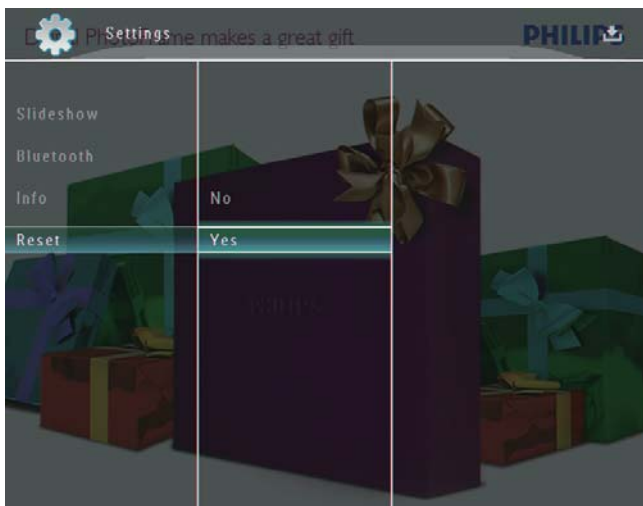 Settings
PhotoFrame makes a great gift
PHILIPS
Slideshow
Bluetooth
Info
No
Reset
Yes
PHILIPS